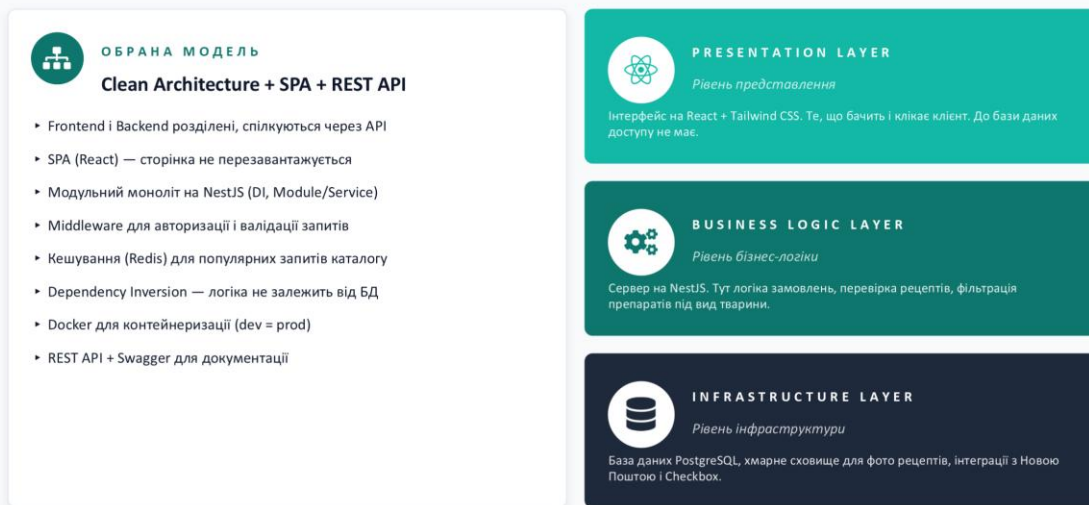 ОБРАНА МОДЕЛЬ
Clean Architecture + SPA + REST API
‣ Frontend і Backend розділені, спілкуються через API
‣ SPA (React) — сторінка не перезавантажується
‣ Модульний моноліт на NestJS (DI, Module/Service)
‣ Middleware для авторизації і валідації запитів
‣ Кешування (Redis) для популярних запитів каталогу
‣ Dependency Inversion — логіка не залежить від БД
‣ Docker для контейнеризації (dev = prod)
‣ REST API + Swagger для документації
PRESENTATION LAYER
Рівень представлення
Інтерфейс на React + Tailwind CSS. Те, що бачить і клікає клієнт. До бази даних
доступу не має.
BUSINESS LOGIC LAYER
Рівень бізнес-логіки
Сервер на NestJS. Тут логіка замовлень, перевірка рецептів, фільтрація
препаратів під вид тварини.
INFRASTRUCTURE LAYER
Рівень інфраструктури
База даних PostgreSQL, хмарне сховище для фото рецептів, інтеграції з Новою
Поштою і Checkbox.